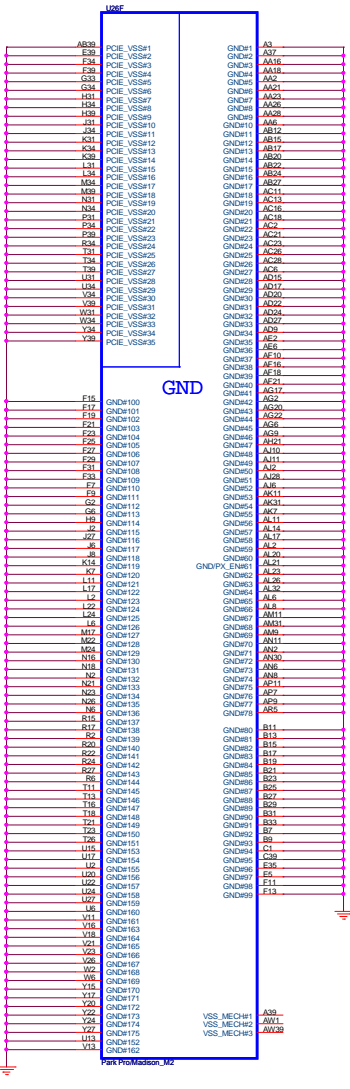 U26F
AB39 PCIE_VSS#1
E39 PCIE_VSS#2
F34 PCIE_VSS#3
F39 PCIE_VSS#4
G33 PCIE_VSS#5
G34 PCIE_VSS#6
H31 PCIE_VSS#7
H34 PCIE_VSS#8
H39 PCIE_VSS#9
J31 PCIE_VSS#10
J34 PCIE_VSS#11
K31 PCIE_VSS#12
K34 PCIE_VSS#13
K39 PCIE_VSS#14
L31 PCIE_VSS#15
L34 PCIE_VSS#16
M34 PCIE_VSS#17
M39 PCIE_VSS#18
N31 PCIE_VSS#19
N34 PCIE_VSS#20
P31 PCIE_VSS#21
P34 PCIE_VSS#22
P39 PCIE_VSS#23
R34 PCIE_VSS#24
T31 PCIE_VSS#25
T34 PCIE_VSS#26
T39 PCIE_VSS#27
U31 PCIE_VSS#28
U34 PCIE_VSS#29
V34 PCIE_VSS#30
V39 PCIE_VSS#31
W31 PCIE_VSS#32
W34 PCIE_VSS#33
Y34 PCIE_VSS#34
Y39 PCIE_VSS#35
GND
F15 GND#100
F17 GND#101
F19 GND#102
F21 GND#103
F23 GND#104
F25 GND#105
F27 GND#106
F29 GND#107
F31 GND#108
F33 GND#109
F7 GND#110
F9 GND#111
G2 GND#112
G6 GND#113
H9 GND#114
J2 GND#115
J27 GND#116
J6 GND#117
J8 GND#118
K14 GND#119
K7 GND#120
L11 GND#121
L17 GND#122
L2 GND#123
L22 GND#124
L24 GND#125
L6 GND#126
M17 GND#127
M22 GND#128
M24 GND#129
N16 GND#130
N18 GND#131
N2 GND#132
N21 GND#133
N23 GND#134
N26 GND#135
N6 GND#136
R15 GND#137
R17 GND#138
R2 GND#139
R20 GND#140
R22 GND#141
R24 GND#142
R27 GND#143
R6 GND#144
T11 GND#145
T13 GND#146
T16 GND#147
T18 GND#148
T21 GND#149
T23 GND#150
T26 GND#151
U15 GND#153
U17 GND#154
U2 GND#155
U20 GND#156
U22 GND#157
U24 GND#158
U27 GND#159
U6 GND#160
V11 GND#161
V16 GND#163
V18 GND#164
V21 GND#165
V23 GND#166
V26 GND#167
W2 GND#168
W6 GND#169
Y15 GND#170
Y17 GND#171
Y20 GND#172
Y22 GND#173
Y24 GND#174
Y27 GND#175
U13 GND#152
V13 GND#162
GND#1 A3
GND#2 A37
GND#3 AA16
GND#4 AA18
GND#5 AA2
GND#6 AA21
GND#7 AA23
GND#8 AA26
GND#9 AA28
GND#10 AA6
GND#11 AB12
GND#12 AB15
GND#13 AB17
GND#14 AB20
GND#15 AB22
GND#16 AB24
GND#17 AB27
GND#18 AC11
GND#19 AC13
GND#20 AC16
GND#21 AC18
GND#22 AC2
GND#23 AC21
GND#24 AC23
GND#25 AC26
GND#26 AC28
GND#27 AC6
GND#28 AD15
GND#29 AD17
GND#30 AD20
GND#31 AD22
GND#32 AD24
GND#33 AD27
GND#34 AD9
GND#35 AE2
GND#36 AE6
GND#37 AF10
GND#38 AF16
GND#39 AF18
GND#40 AF21
GND#41 AG17
GND#42 AG2
GND#43 AG20
GND#44 AG22
GND#45 AG6
GND#46 AG9
GND#47 AH21
GND#48 AJ10
GND#49 AJ11
GND#50 AJ2
GND#51 AJ28
GND#52 AJ6
GND#53 AK11
GND#54 AK31
GND#55 AK7
GND#56 AL11
GND#57 AL14
GND#58 AL17
GND#59 AL2
GND#60 AL20
GND/PX_EN#61 AL21
GND#62 AL23
GND#63 AL26
GND#64 AL32
GND#65 AL6
GND#66 AL8
GND#67 AM11
GND#68 AM31
GND#69 AM9
GND#70 AN11
GND#71 AN2
GND#72 AN30
GND#73 AN6
GND#74 AN8
GND#75 AP11
GND#76 AP7
GND#77 AP9
GND#78 AR5
GND#80 B11
GND#81 B13
GND#82 B15
GND#83 B17
GND#84 B19
GND#85 B21
GND#86 B23
GND#87 B25
GND#88 B27
GND#89 B29
GND#90 B31
GND#91 B33
GND#92 B7
GND#93 B9
GND#94 C1
GND#95 C39
GND#96 E35
GND#97 E5
GND#98 F11
GND#99 F13
VSS_MECH#1 A39
VSS_MECH#2 AW1
VSS_MECH#3 AW39
Park Pro/Madison_M2